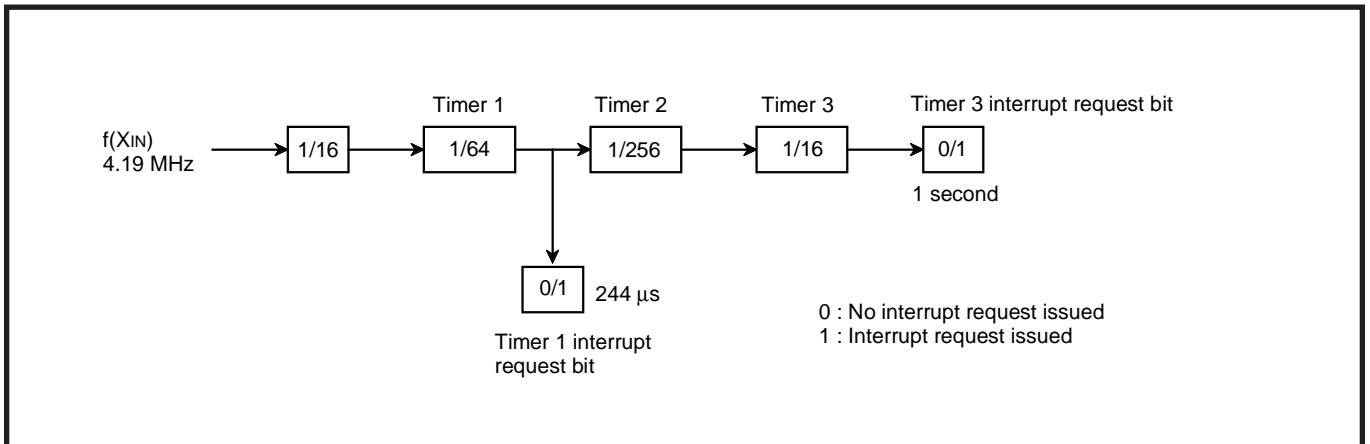 Timer 1
Timer 2
Timer 3
Timer 3 interrupt request bit
f(XIN)
4.19 MHz
1/16
1/64
1/256
1/16
0/1
1 second
0/1
244 μs
Timer 1 interrupt
request bit
0 : No interrupt request issued
1 : Interrupt request issued